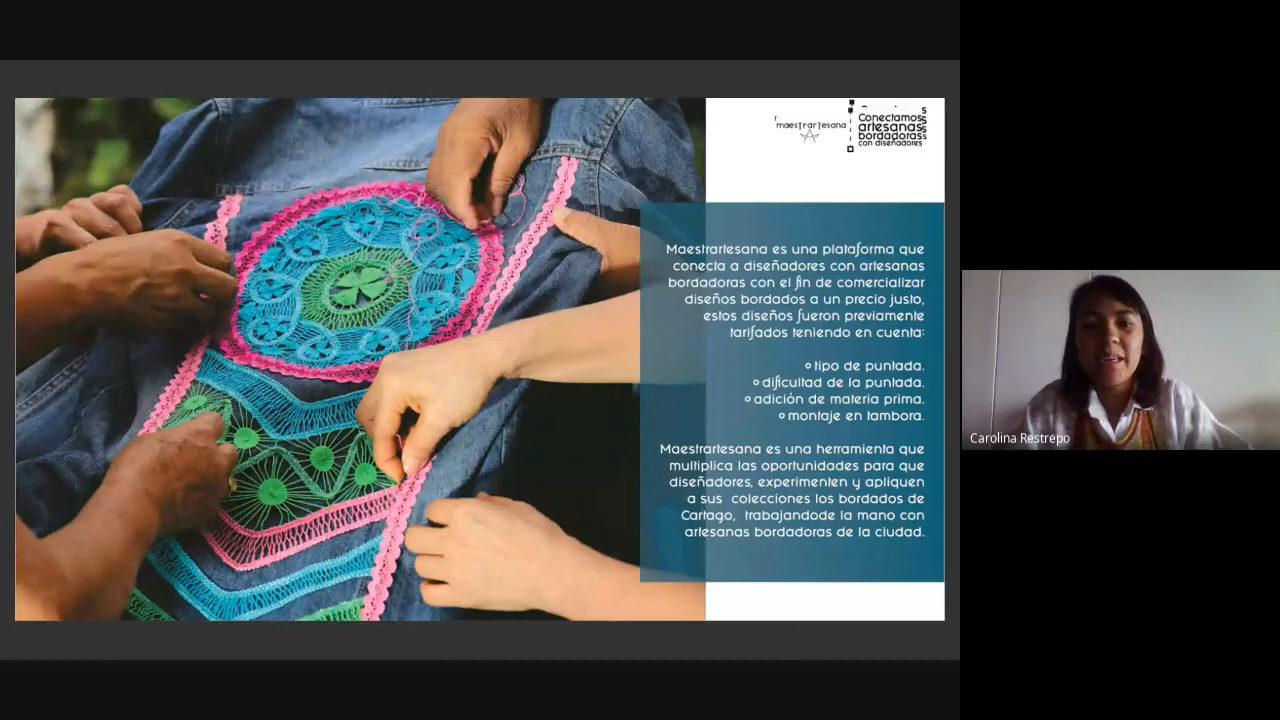 maestrartesana
Conectamos
artesanas
bordadoras
con diseñadores
Maestrartesana es una plataforma que
conecta a diseñadores con artesanas
bordadoras con el fin de comercializar
diseños bordados a un precio justo,
estos diseños fueron previamente
tarifados teniendo en cuenta:
tipo de puntada.
dificultad de la puntada.
adición de materia prima.
montaje en tambora.
Maestrartesana es una herramienta que
multiplica las oportunidades para que
diseñadores, experimenten y apliquen
a sus colecciones los bordados de
Cartago, trabajandode la mano con
artesanas bordadoras de la ciudad.
Carolina Restrepo